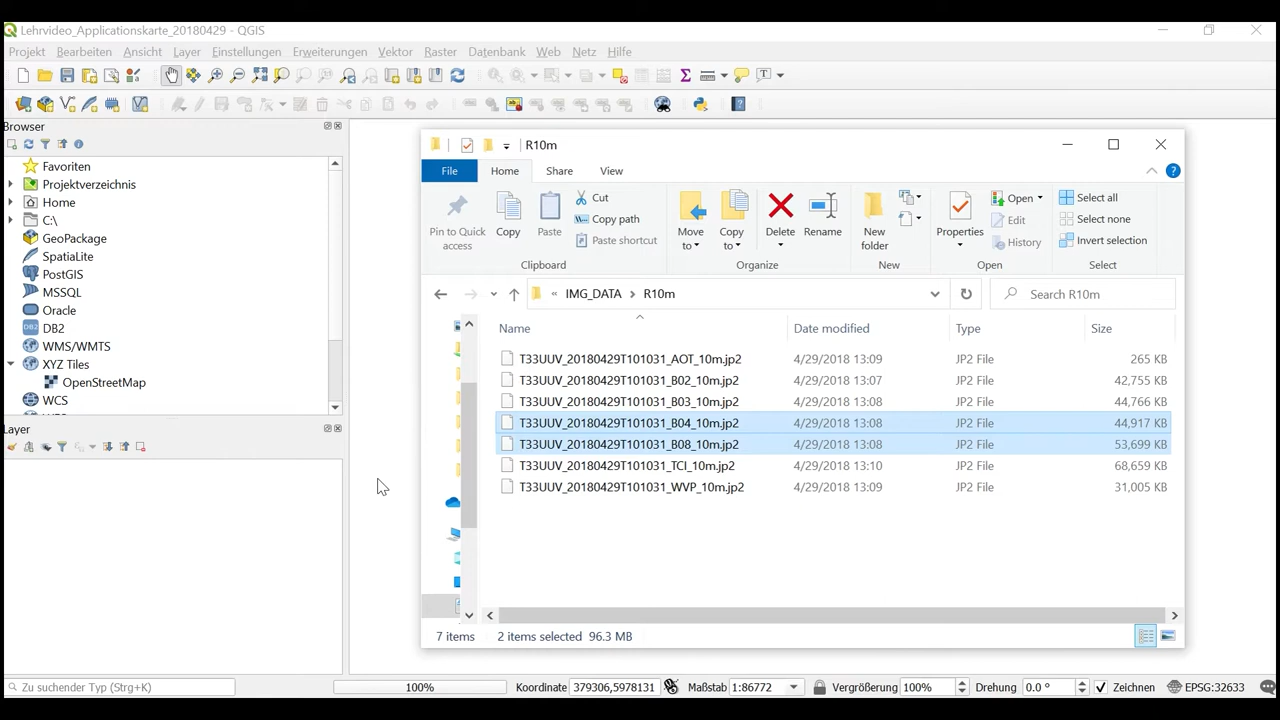 Lehrvideo_Applicationskarte_20180429 - QGIS
Projekt Bearbeiten Ansicht Layer Einstellungen Erweiterungen Vektor Raster Datenbank Web Netz Hilfe
Browser
Favoriten
Projektverzeichnis
Home
C:\
GeoPackage
SpatiaLite
PostGIS
MSSQL
Oracle
DB2 DB2
WMS/WMTS
XYZ Tiles
OpenStreetMap
WCS
Layer
R10m
File Home Share View
Pin to Quick access
Copy
Paste
Cut
Copy path
Paste shortcut
Clipboard
Move to
Copy to
Delete
Rename
Organize
New folder
New
Properties
Open
Edit
History
Open
Select all
Select none
Invert selection
Select
« IMG_DATA > R10m
Search R10m
Name Date modified Type Size
T33UUV_20180429T101031_AOT_10m.jp2 4/29/2018 13:09 JP2 File 265 KB
T33UUV_20180429T101031_B02_10m.jp2 4/29/2018 13:07 JP2 File 42,755 KB
T33UUV_20180429T101031_B03_10m.jp2 4/29/2018 13:08 JP2 File 44,766 KB
T33UUV_20180429T101031_B04_10m.jp2 4/29/2018 13:08 JP2 File 44,917 KB
T33UUV_20180429T101031_B08_10m.jp2 4/29/2018 13:08 JP2 File 53,699 KB
T33UUV_20180429T101031_TCI_10m.jp2 4/29/2018 13:10 JP2 File 68,659 KB
T33UUV_20180429T101031_WVP_10m.jp2 4/29/2018 13:09 JP2 File 31,005 KB
7 items 2 items selected 96.3 MB
Zu suchender Typ (Strg+K) 100% Koordinate 379306,5978131 Maßstab 1:86772 Vergrößerung 100% Drehung 0.0 ° Zeichnen EPSG:32633